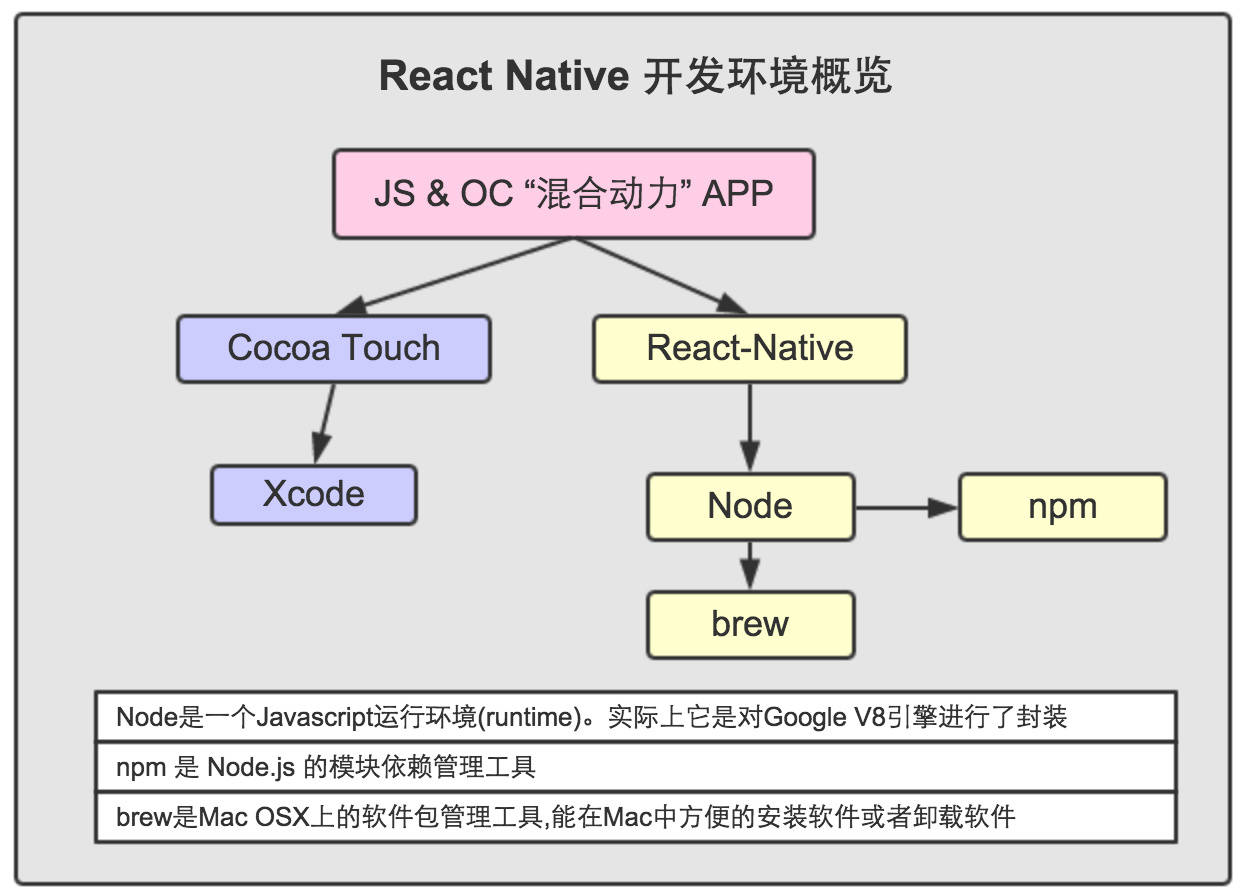 React Native 开发环境概览
JS & OC “混合动力” APP
Cocoa Touch
React-Native
Xcode
Node
npm
brew
Node是一个Javascript运行环境(runtime)。实际上它是对Google V8引擎进行了封装
npm 是 Node.js 的模块依赖管理工具
brew是Mac OSX上的软件包管理工具,能在Mac中方便的安装软件或者卸载软件